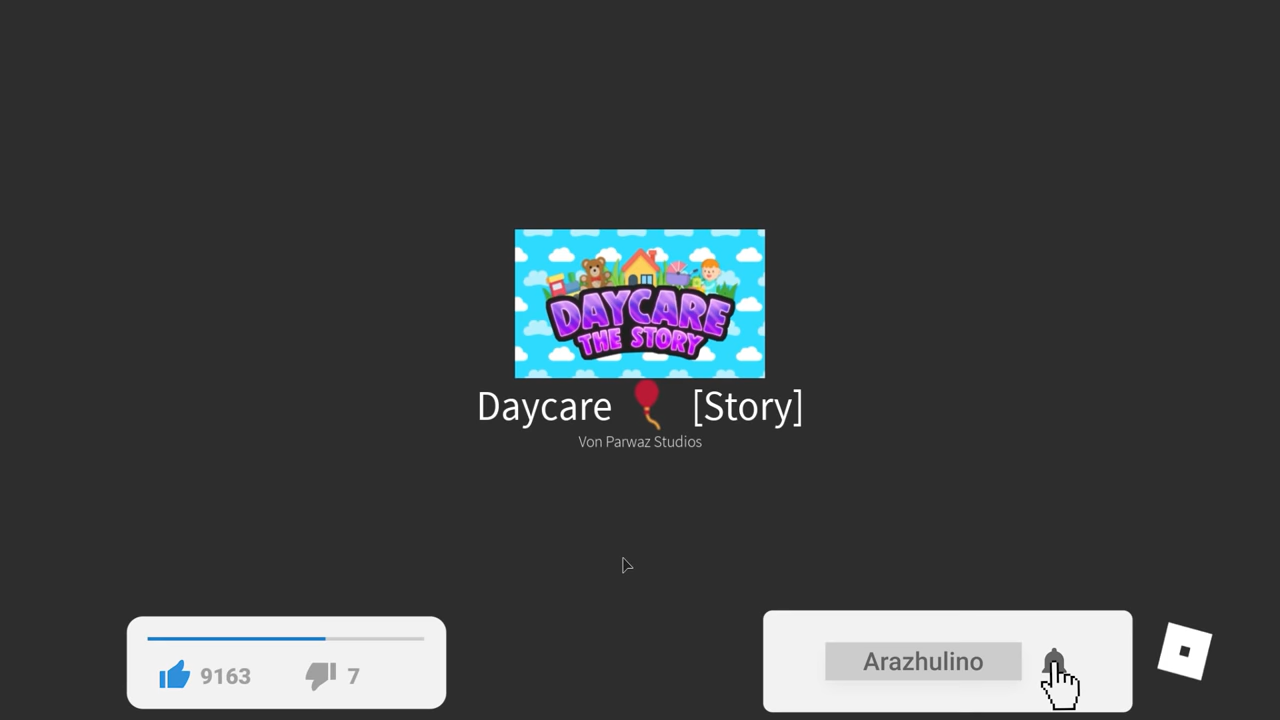 DAYCARE
THE STORY
Daycare 🎈 [Story]
Von Parwaz Studios
9163 7
Arazhulino